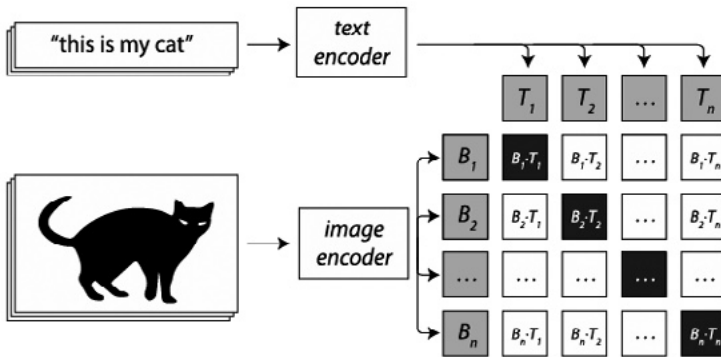 "this is my cat"
text
encoder
T₁ T₂ ... Tₙ
B₁ B₁·T₁ B₁·T₂ ... B₁·Tₙ
B₂ B₂·T₁ B₂·T₂ ... B₂·Tₙ
image
encoder
... ... ... ... ...
Bₙ Bₙ·T₁ Bₙ·T₂ ... Bₙ·Tₙ